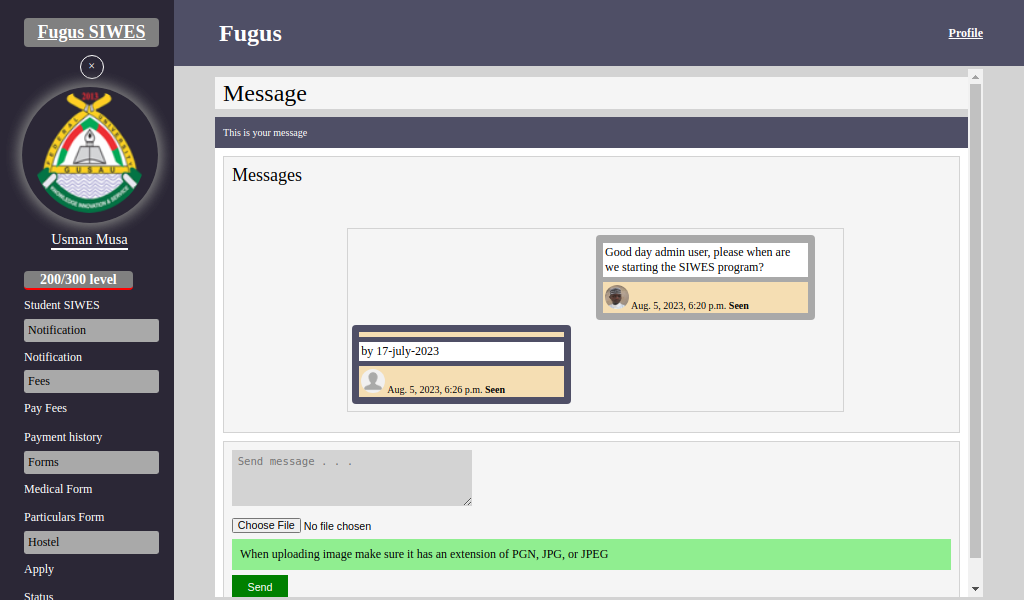 Fugus SIWES
×
2013
FEDERAL UNIVERSITY
GUSAU
KNOWLEDGE INNOVATION & SERVICE
Usman Musa
200/300 level
Student SIWES
Notification
Notification
Fees
Pay Fees
Payment history
Forms
Medical Form
Particulars Form
Hostel
Apply
Status
Fugus
Profile
Message
This is your message
Messages
Good day admin user, please when are
we starting the SIWES program?
Aug. 5, 2023, 6:20 p.m. Seen
by 17-july-2023
Aug. 5, 2023, 6:26 p.m. Seen
Send message . . .
Choose File No file chosen
When uploading image make sure it has an extension of PGN, JPG, or JPEG
Send